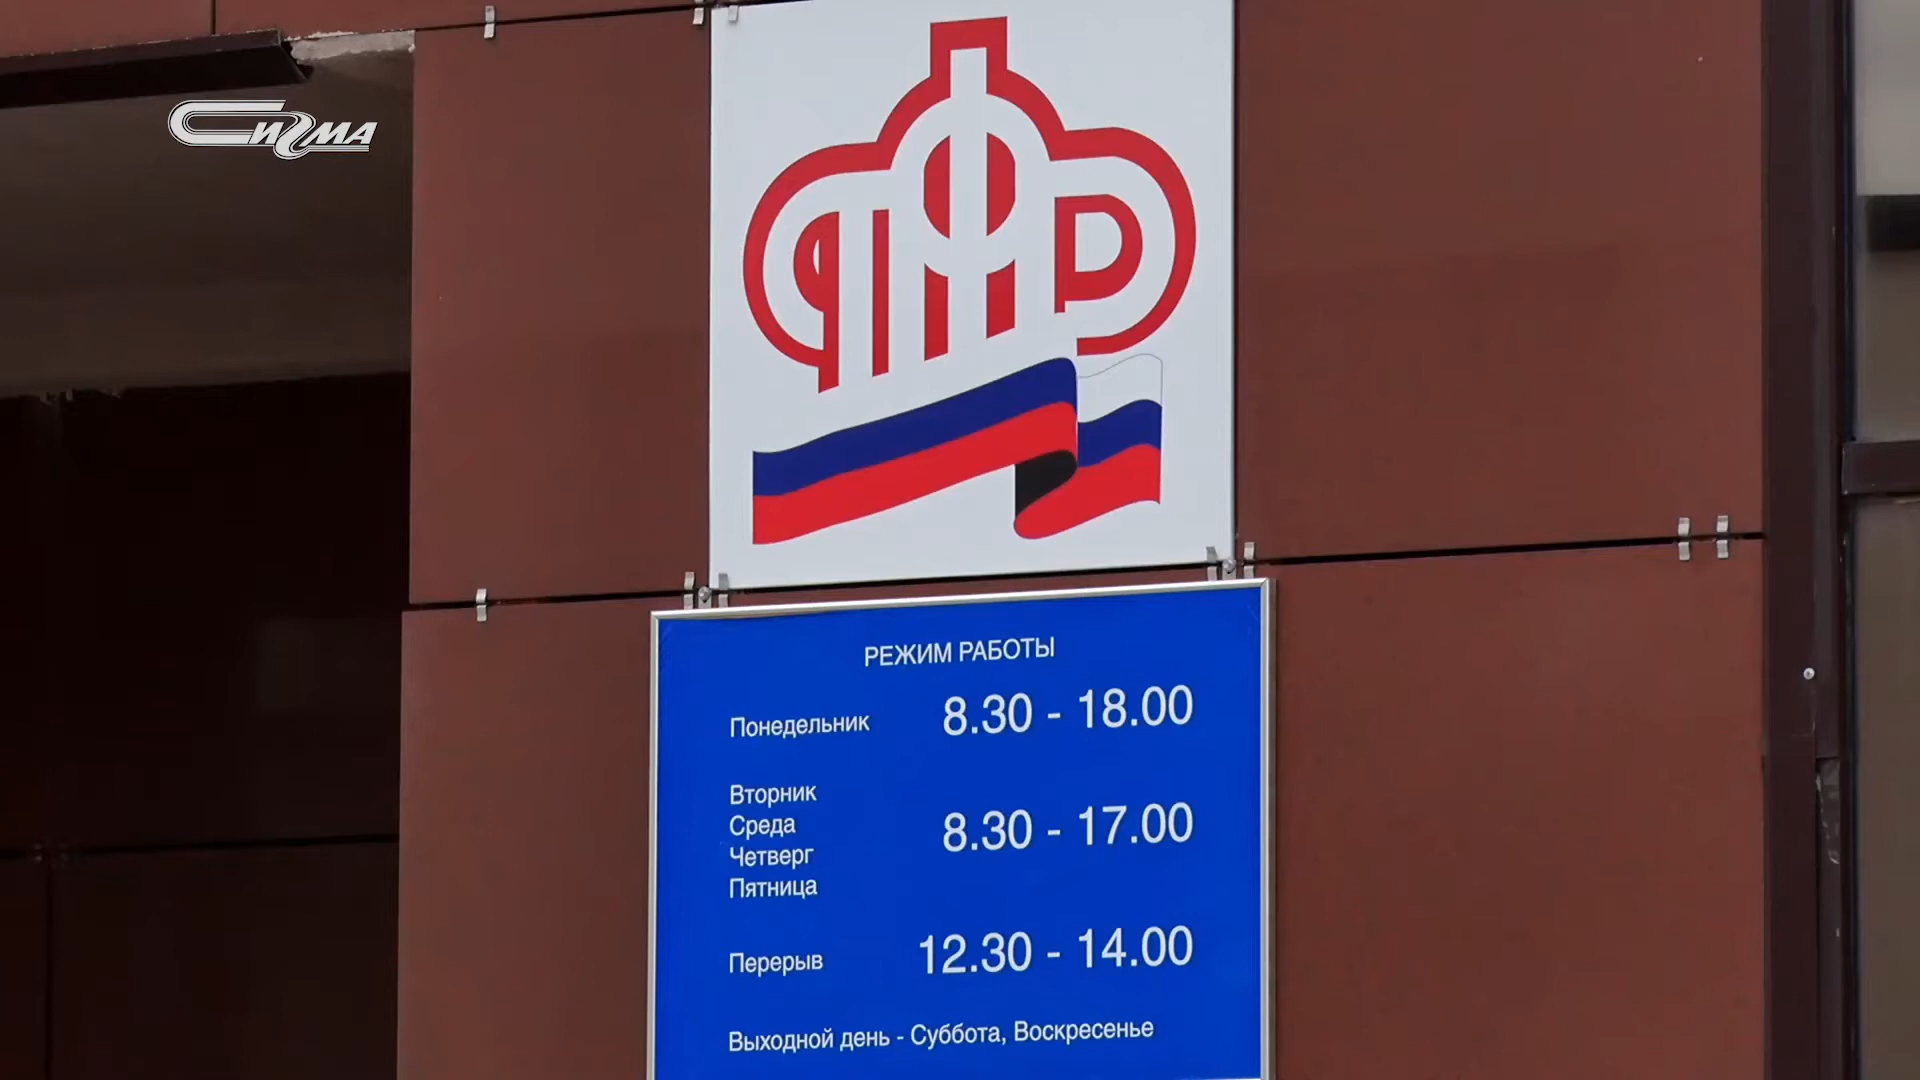 СИГМА
ПФР
РЕЖИМ РАБОТЫ
Понедельник 8.30 - 18.00
Вторник
Среда
Четверг
Пятница
8.30 - 17.00
Перерыв 12.30 - 14.00
Выходной день - Суббота, Воскресенье